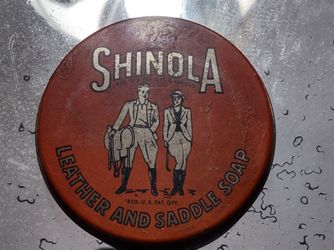 SHINOLA
"REG. U.S. PAT. OFF.
LEATHER AND SADDLE SOAP